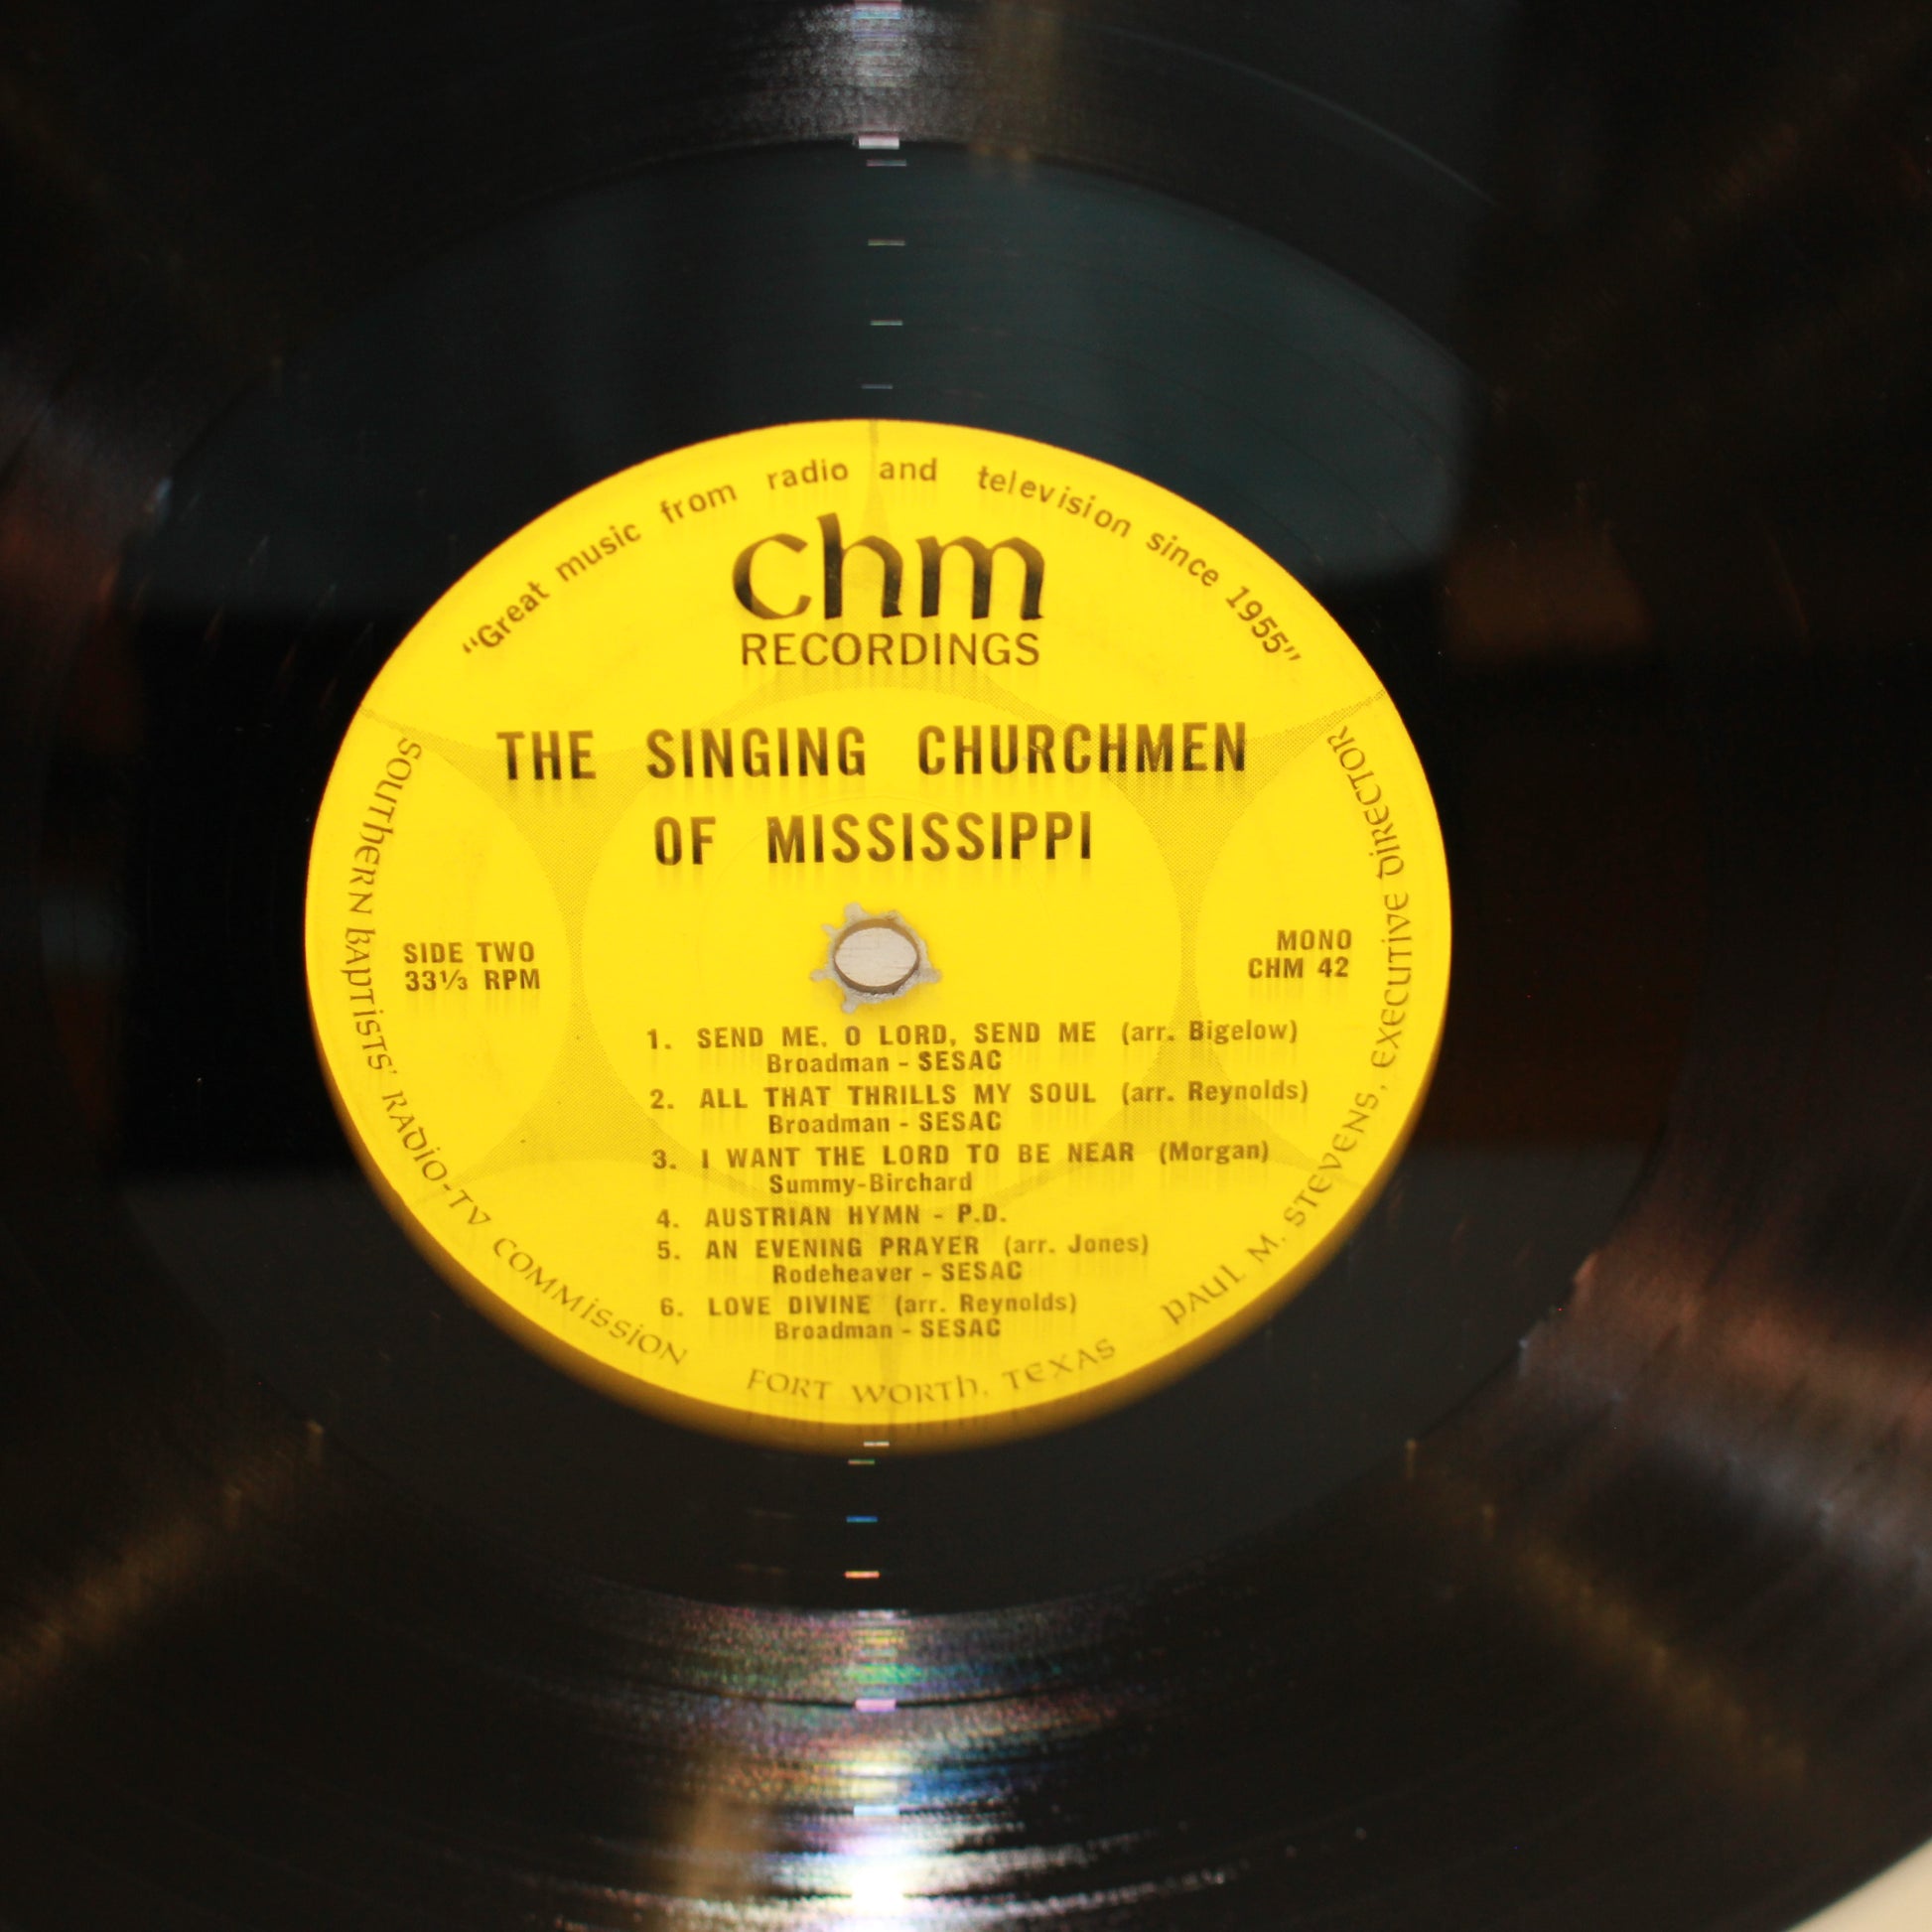 "Great music from radio and television since 1955"
chm
RECORDINGS
THE SINGING CHURCHMEN
OF MISSISSIPPI
SIDE TWO
33⅓ RPM
MONO
CHM 42
1. SEND ME, O LORD, SEND ME (arr. Bigelow)
Broadman - SESAC
2. ALL THAT THRILLS MY SOUL (arr. Reynolds)
Broadman - SESAC
3. I WANT THE LORD TO BE NEAR (Morgan)
Summy-Birchard
4. AUSTRIAN HYMN - P.D.
5. AN EVENING PRAYER (arr. Jones)
Rodeheaver - SESAC
6. LOVE DIVINE (arr. Reynolds)
Broadman - SESAC
SOUTHERN BAPTISTS' RADIO-TV COMMISSION FORT WORTH, TEXAS PAUL M. STEVENS, EXECUTIVE DIRECTOR